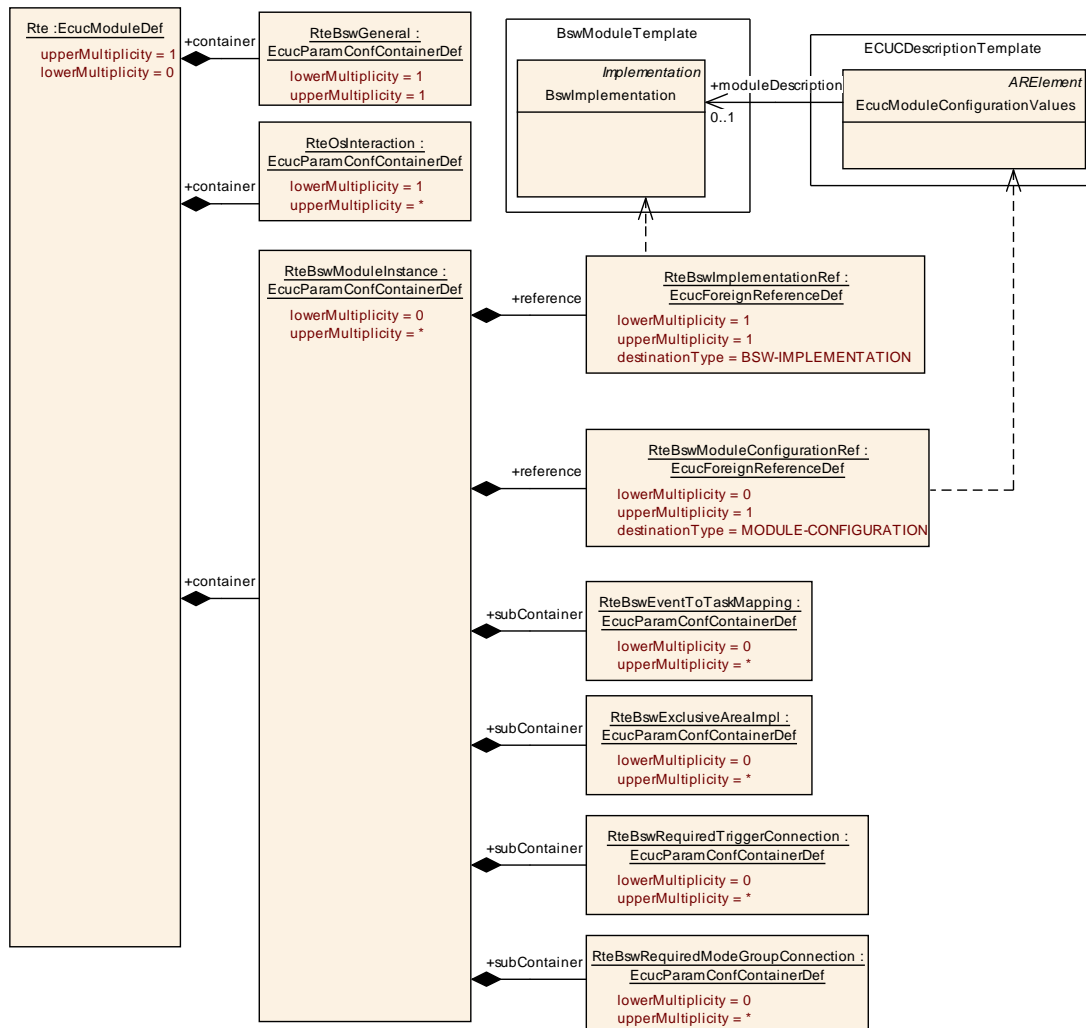 Rte :EcucModuleDef
upperMultiplicity = 1
lowerMultiplicity = 0
+container
RteBswGeneral :
EcucParamConfContainerDef
lowerMultiplicity = 1
upperMultiplicity = 1
BswModuleTemplate
Implementation
BswImplementation
+moduleDescription
0..1
ECUCDescriptionTemplate
ARElement
EcucModuleConfigurationValues
+container
RteOsInteraction :
EcucParamConfContainerDef
lowerMultiplicity = 1
upperMultiplicity = *
+container
RteBswModuleInstance :
EcucParamConfContainerDef
lowerMultiplicity = 0
upperMultiplicity = *
+reference
RteBswImplementationRef :
EcucForeignReferenceDef
lowerMultiplicity = 1
upperMultiplicity = 1
destinationType = BSW-IMPLEMENTATION
+reference
RteBswModuleConfigurationRef :
EcucForeignReferenceDef
lowerMultiplicity = 0
upperMultiplicity = 1
destinationType = MODULE-CONFIGURATION
+subContainer
RteBswEventToTaskMapping :
EcucParamConfContainerDef
lowerMultiplicity = 0
upperMultiplicity = *
+subContainer
RteBswExclusiveAreaImpl :
EcucParamConfContainerDef
lowerMultiplicity = 0
upperMultiplicity = *
+subContainer
RteBswRequiredTriggerConnection :
EcucParamConfContainerDef
lowerMultiplicity = 0
upperMultiplicity = *
+subContainer
RteBswRequiredModeGroupConnection :
EcucParamConfContainerDef
lowerMultiplicity = 0
upperMultiplicity = *